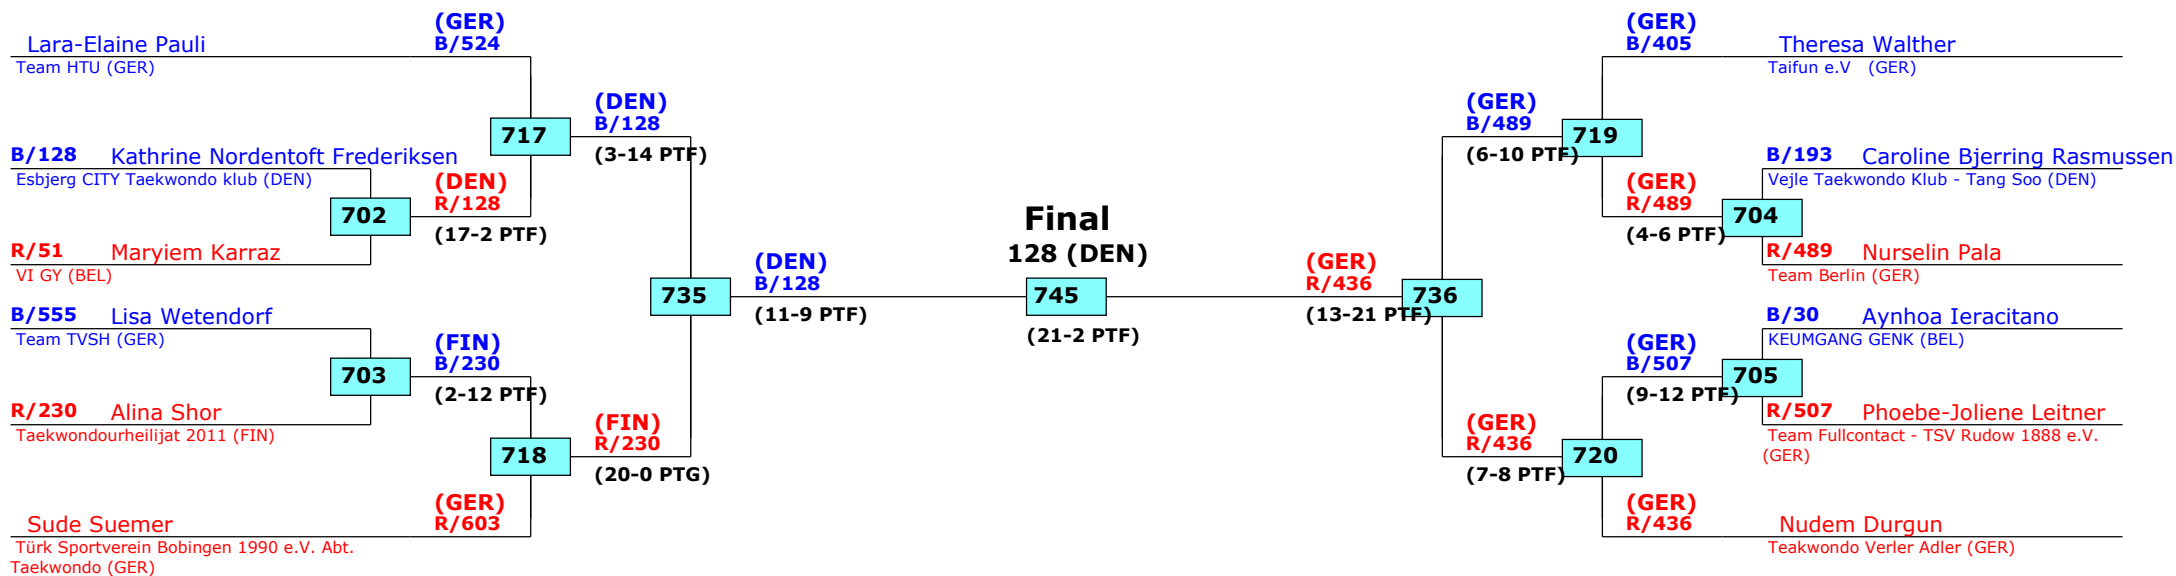 (GER)
B/524
Lara-Elaine Pauli
Team HTU (GER)
B/128 Kathrine Nordentoft Frederiksen
Esbjerg CITY Taekwondo klub (DEN)
702
R/51 Maryiem Karraz
VI GY (BEL)
(DEN)
R/128
(17-2 PTF)
717
(DEN)
B/128
(3-14 PTF)
B/555 Lisa Wetendorf
Team TVSH (GER)
703
R/230 Alina Shor
Taekwondourheilijat 2011 (FIN)
(FIN)
B/230
(2-12 PTF)
718
(FIN)
R/230
(20-0 PTG)
(GER)
R/603
Sude Suemer
Türk Sportverein Bobingen 1990 e.V. Abt.
Taekwondo (GER)
735
(DEN)
B/128
(11-9 PTF)
Final
128 (DEN)
745
(21-2 PTF)
(GER)
R/436
(13-21 PTF)
736
(GER)
B/489
(6-10 PTF)
719
(GER)
B/405
Theresa Walther
Taifun e.V (GER)
(GER)
R/489
(4-6 PTF)
704
B/193 Caroline Bjerring Rasmussen
Vejle Taekwondo Klub - Tang Soo (DEN)
R/489 Nurselin Pala
Team Berlin (GER)
(GER)
B/507
(9-12 PTF)
705
B/30 Aynhoa Ieracitano
KEUMGANG GENK (BEL)
R/507 Phoebe-Joliene Leitner
Team Fullcontact - TSV Rudow 1888 e.V.
(GER)
(GER)
R/436
(7-8 PTF)
720
(GER)
R/436
Nudem Durgun
Teakwondo Verler Adler (GER)